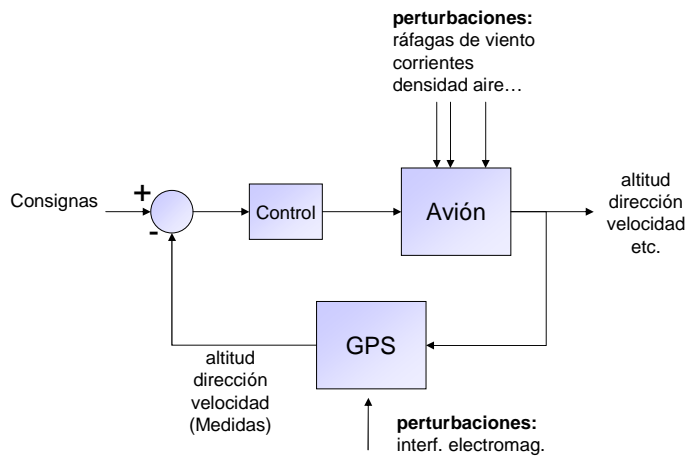 perturbaciones:
ráfagas de viento
corrientes
densidad aire…
Consignas
+
-
Control
Avión
altitud
dirección
velocidad
etc.
GPS
altitud
dirección
velocidad
(Medidas)
perturbaciones:
interf. electromag.